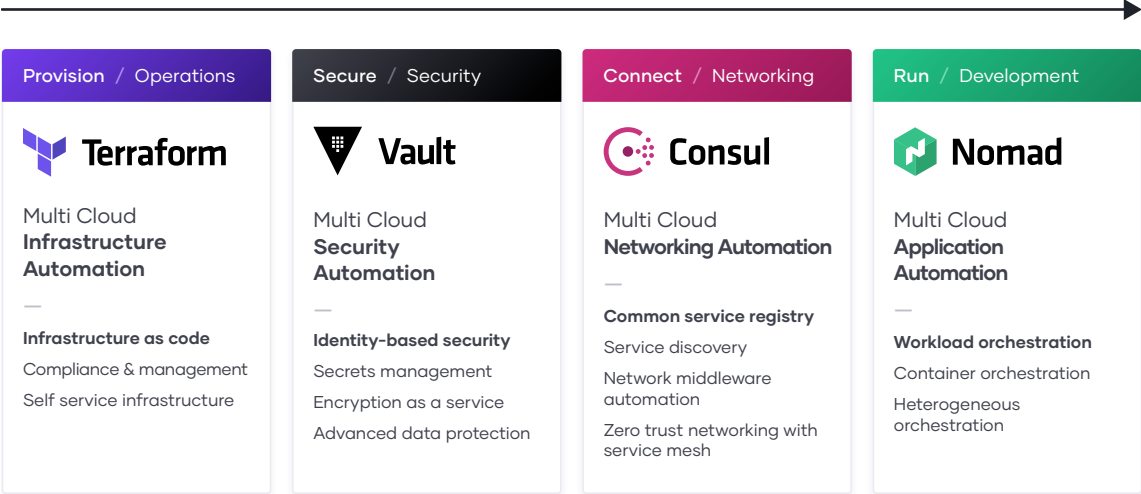 Provision / Operations
Terraform
Multi Cloud
Infrastructure
Automation
Infrastructure as code
Compliance & management
Self service infrastructure
Secure / Security
Vault
Multi Cloud
Security
Automation
Identity-based security
Secrets management
Encryption as a service
Advanced data protection
Connect / Networking
Consul
Multi Cloud
Networking Automation
Common service registry
Service discovery
Network middleware
automation
Zero trust networking with
service mesh
Run / Development
Nomad
Multi Cloud
Application
Automation
Workload orchestration
Container orchestration
Heterogeneous
orchestration